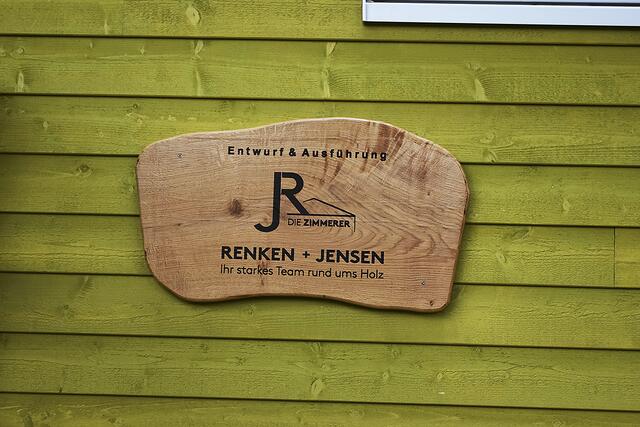 Entwurf & Ausführung
JR
DIE ZIMMERER
RENKEN + JENSEN
Ihr starkes Team rund ums Holz